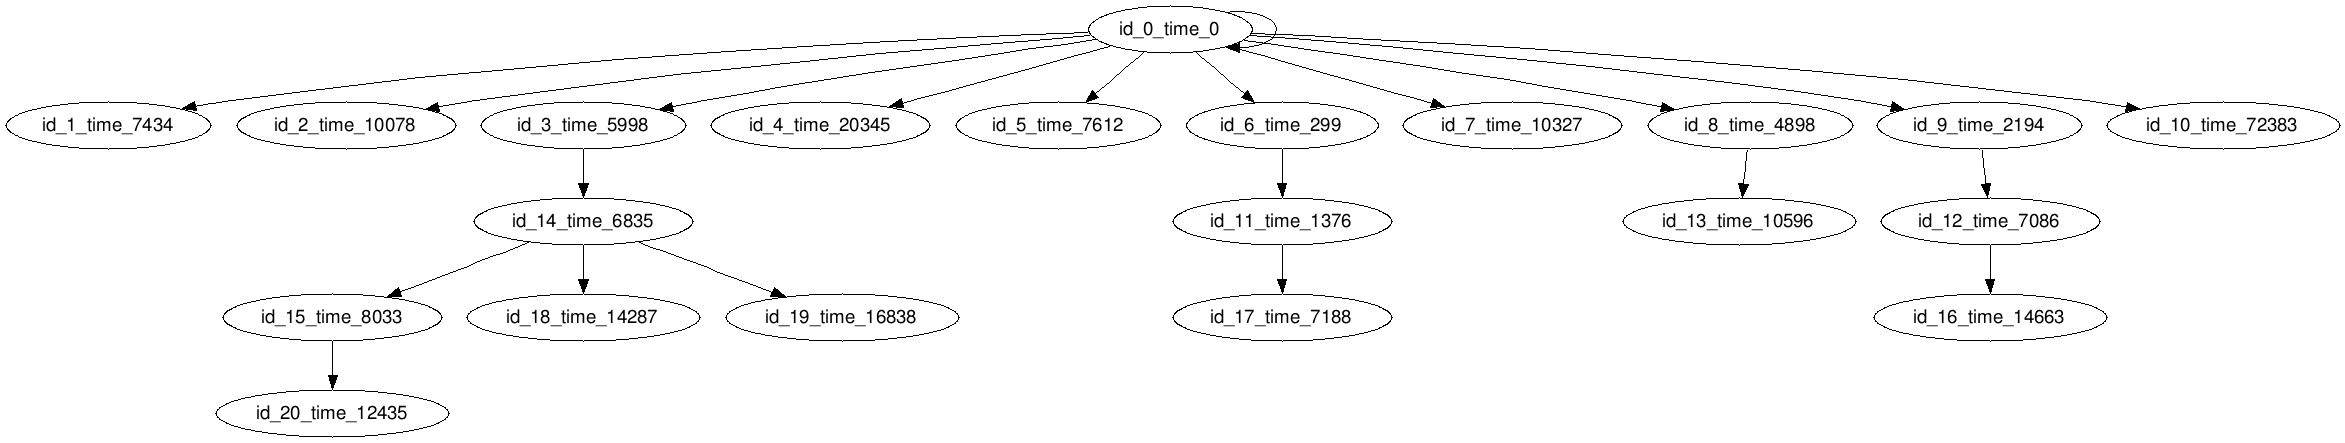 id_0_time_0
id_1_time_7434
id_2_time_10078
id_3_time_5998
id_4_time_20345
id_5_time_7612
id_6_time_299
id_7_time_10327
id_8_time_4898
id_9_time_2194
id_10_time_72383
id_14_time_6835
id_11_time_1376
id_13_time_10596
id_12_time_7086
id_15_time_8033
id_18_time_14287
id_19_time_16838
id_17_time_7188
id_16_time_14663
id_20_time_12435